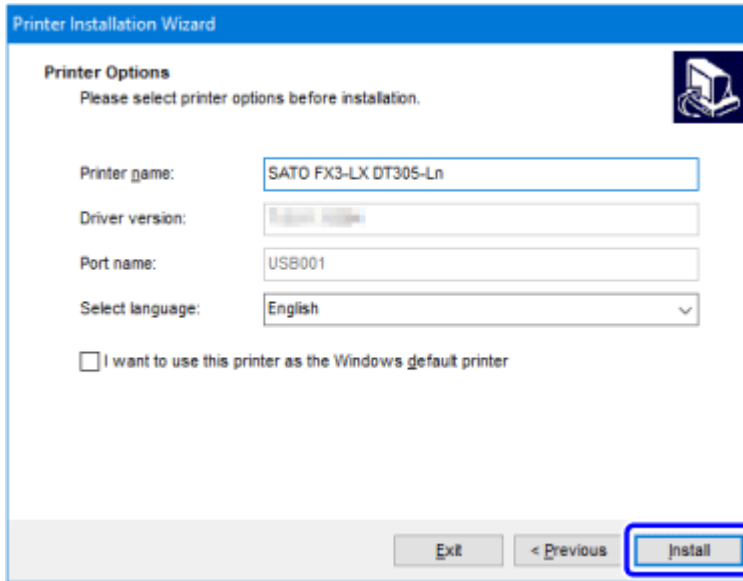 Printer Installation Wizard
Printer Options
Please select printer options before installation.
Printer name: SATO FX3-LX DT305-Ln
Driver version:
Port name: USB001
Select language: English
I want to use this printer as the Windows default printer
Exit < Previous Install